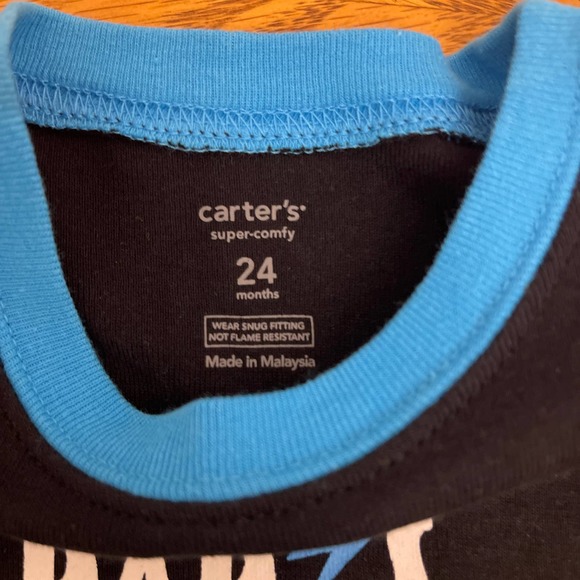 carter's
super-comfy
24
months
WEAR SNUG FITTING
NOT FLAME RESISTANT
Made in Malaysia